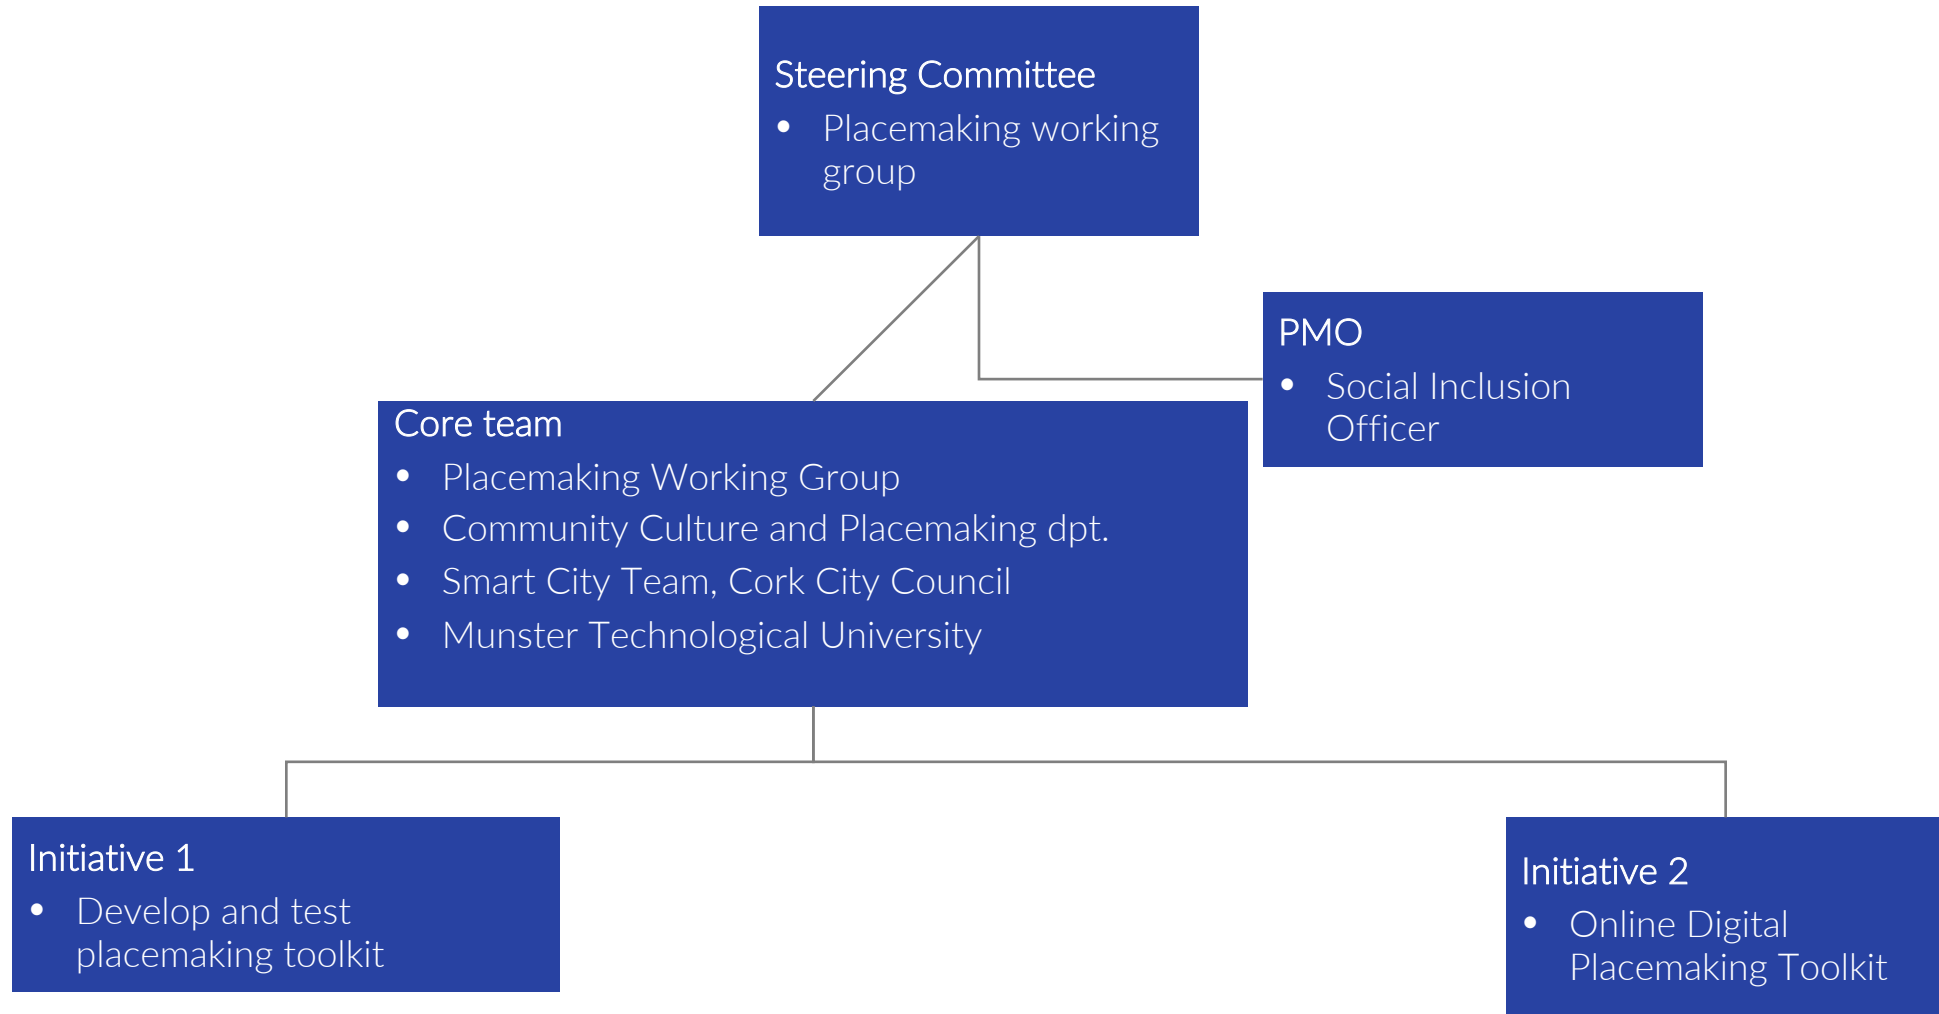 Steering Committee
• Placemaking working
group
PMO
• Social Inclusion
Officer
Core team
• Placemaking Working Group
• Community Culture and Placemaking dpt.
• Smart City Team, Cork City Council
• Munster Technological University
Initiative 1
• Develop and test
placemaking toolkit
Initiative 2
• Online Digital
Placemaking Toolkit